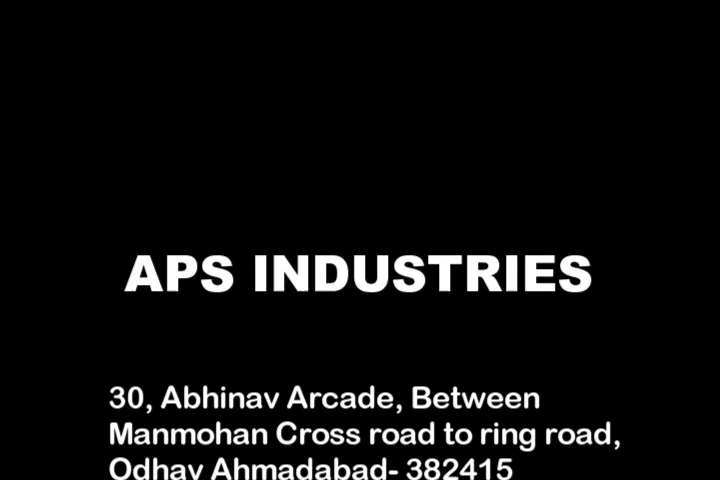 APS INDUSTRIES
30, Abhinav Arcade, Between
Manmohan Cross road to ring road,
Odhav Ahmadabad- 382415